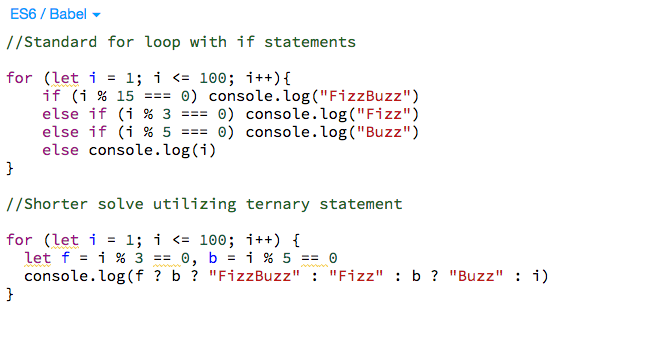 ES6 / Babel
//Standard for loop with if statements
for (let i = 1; i <= 100; i++){
    if (i % 15 === 0) console.log("FizzBuzz")
    else if (i % 3 === 0) console.log("Fizz")
    else if (i % 5 === 0) console.log("Buzz")
    else console.log(i)
}
//Shorter solve utilizing ternary statement
for (let i = 1; i <= 100; i++) {
  let f = i % 3 == 0, b = i % 5 == 0
  console.log(f ? b ? "FizzBuzz" : "Fizz" : b ? "Buzz" : i)
}